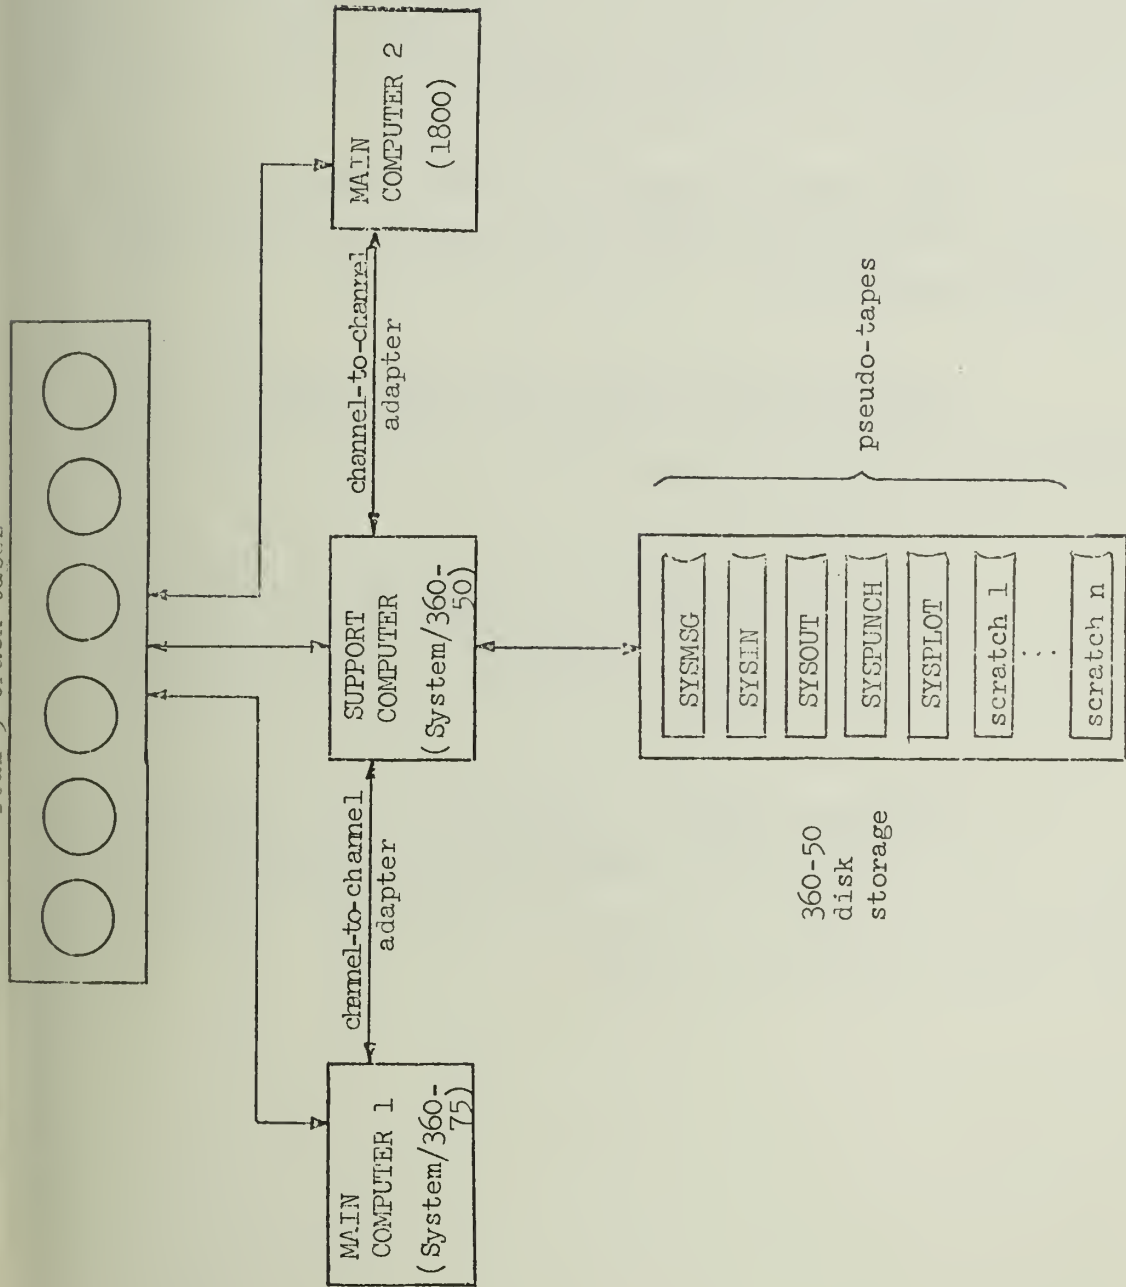 MAIN
COMPUTER 1
(System/360-
75)
channel-to-channel
adapter
SUPPORT
COMPUTER
(System/360-
50)
channel-to-channel
adapter
MAIN
COMPUTER 2
(1800)
360-50
disk
storage
SYSMSG
SYSIN
SYSOUT
SYSPUNCH
SYSPLOT
scratch 1
...
scratch n
pseudo-tapes